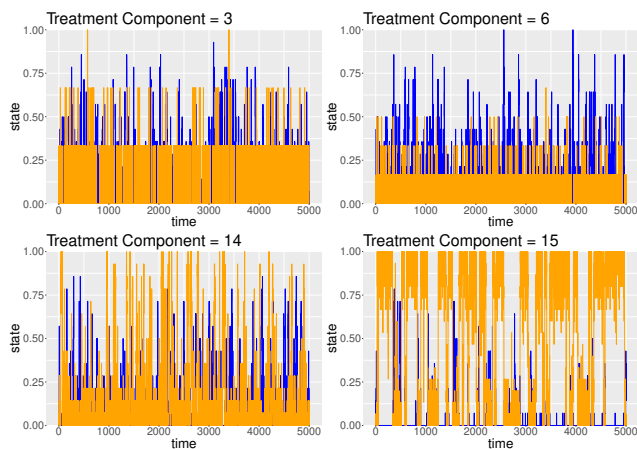 Treatment Component = 3
Treatment Component = 6
1.00
0.75
0.50
0.25
0.00
state
0 1000 2000 3000 4000 5000
time
1.00
0.75
0.50
0.25
0.00
state
0 1000 2000 3000 4000 5000
time
Treatment Component = 14
Treatment Component = 15
1.00
0.75
0.50
0.25
0.00
state
0 1000 2000 3000 4000 5000
time
1.00
0.75
0.50
0.25
0.00
state
0 1000 2000 3000 4000 5000
time